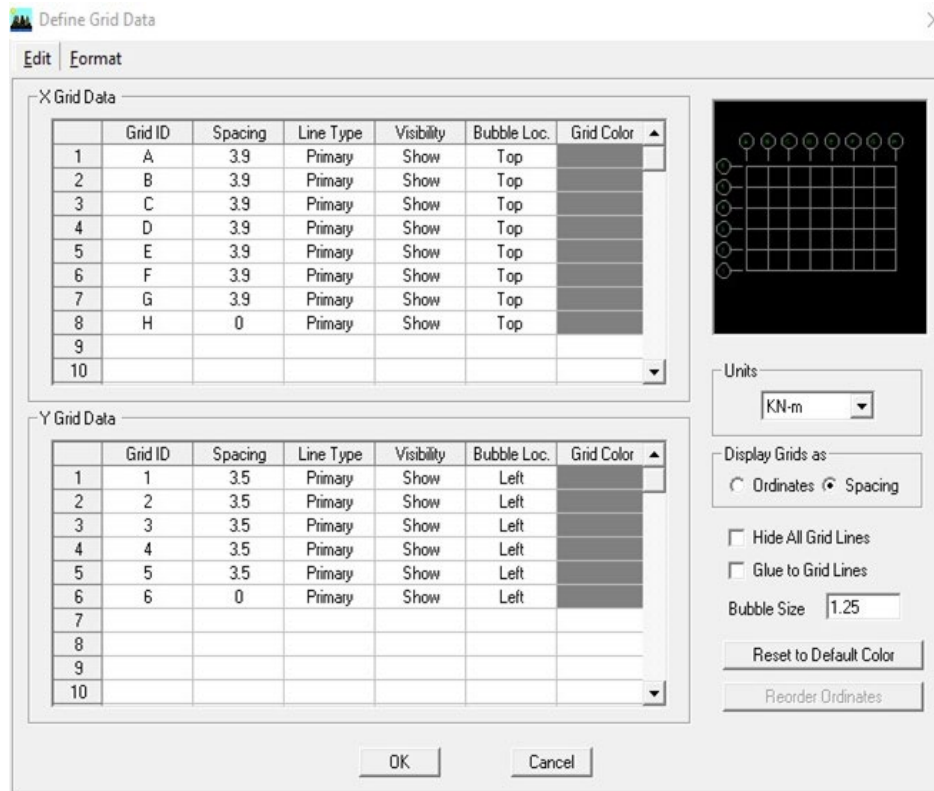 Define Grid Data
Edit Format
X Grid Data
Grid ID Spacing Line Type Visibility Bubble Loc. Grid Color
1 A 3.9 Primary Show Top
2 B 3.9 Primary Show Top
3 C 3.9 Primary Show Top
4 D 3.9 Primary Show Top
5 E 3.9 Primary Show Top
6 F 3.9 Primary Show Top
7 G 3.9 Primary Show Top
8 H 0 Primary Show Top
9
10
Y Grid Data
Grid ID Spacing Line Type Visibility Bubble Loc. Grid Color
1 1 3.5 Primary Show Left
2 2 3.5 Primary Show Left
3 3 3.5 Primary Show Left
4 4 3.5 Primary Show Left
5 5 3.5 Primary Show Left
6 6 0 Primary Show Left
7
8
9
10
Units
KN-m
Display Grids as
Ordinates Spacing
Hide All Grid Lines
Glue to Grid Lines
Bubble Size 1.25
Reset to Default Color
Reorder Ordinates
OK Cancel